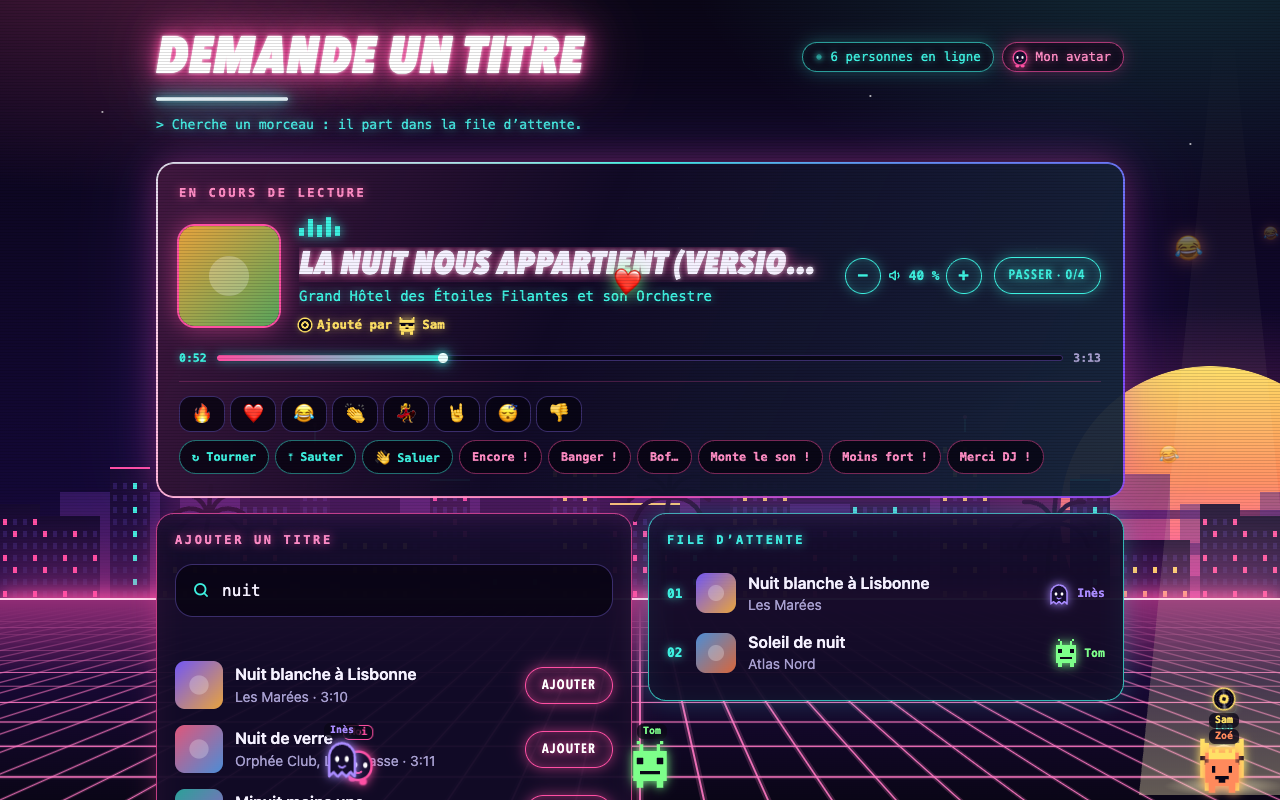 DEMANDE UN TITRE
6 personnes en ligne
Mon avatar
> Cherche un morceau : il part dans la file d’attente.
EN COURS DE LECTURE
LA NUIT NOUS APPARTIENT (VERSIO…
Grand Hôtel des Étoiles Filantes et son Orchestre
Ajouté par Sam
40 %
PASSER · 0/4
0:52
3:13
↻ Tourner
↑ Sauter
Saluer
Encore !
Banger !
Bof…
Monte le son !
Moins fort !
Merci DJ !
AJOUTER UN TITRE
nuit
Nuit blanche à Lisbonne
Les Marées · 3:10
AJOUTER
Nuit de verre
Orphée Club,
asse · 3:11
AJOUTER
FILE D’ATTENTE
01
Nuit blanche à Lisbonne
Les Marées
Inès
02
Soleil de nuit
Atlas Nord
Tom
Inès
Tom
Sam
Zoé